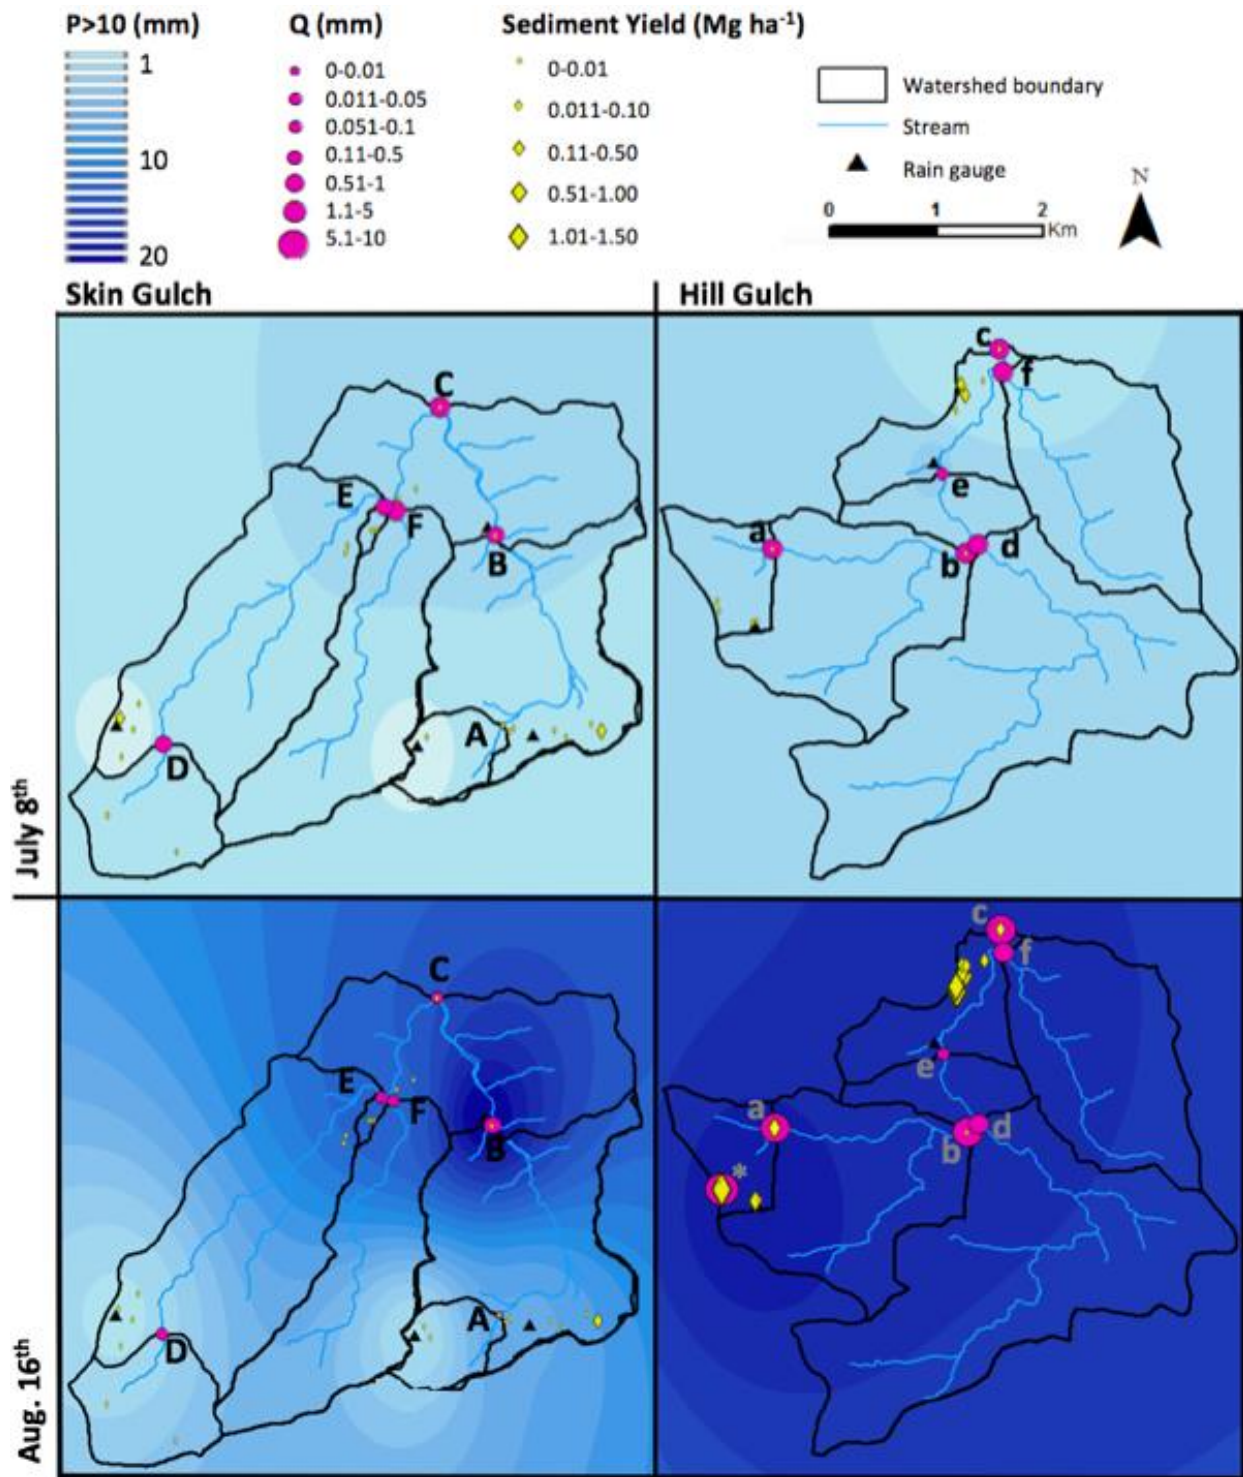 P>10 (mm)
1
10
20
Q (mm)
0-0.01
0.011-0.05
0.051-0.1
0.11-0.5
0.51-1
1.1-5
5.1-10
Sediment Yield (Mg ha⁻¹)
0-0.01
0.011-0.10
0.11-0.50
0.51-1.00
1.01-1.50
Watershed boundary
Stream
Rain gauge
0 1 2
Km
N
Skin Gulch
Hill Gulch
July 8th
C
E
F
B
A
D
c
f
e
a
b
d
Aug. 16th
C
E
F
B
A
D
c
f
e
a
d
b
*